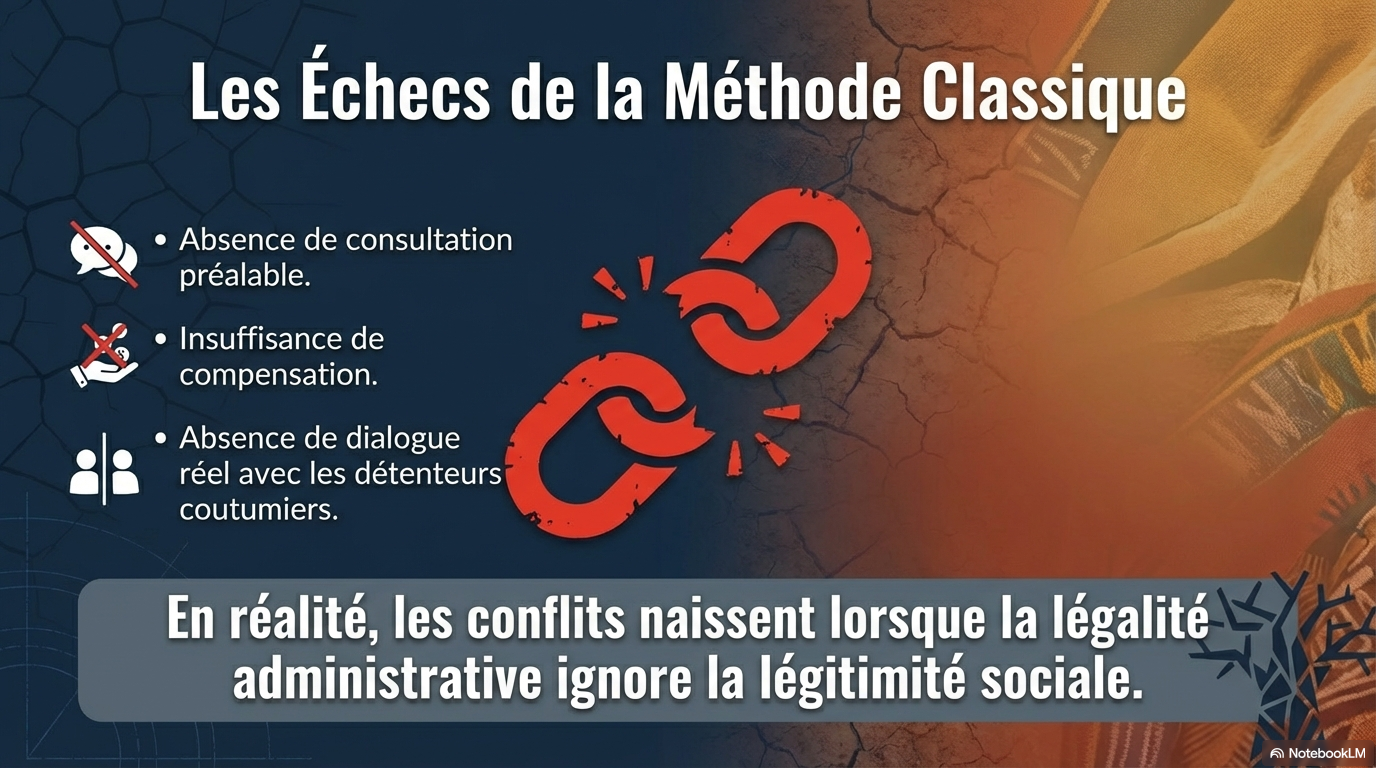 Les Échecs de la Méthode Classique
• Absence de consultation
préalable.
• Insuffisance de
compensation.
• Absence de dialogue
réel avec les détenteurs
coutumiers.
En réalité, les conflits naissent lorsque la légalité
administrative ignore la légitimité sociale.
NotebookLM